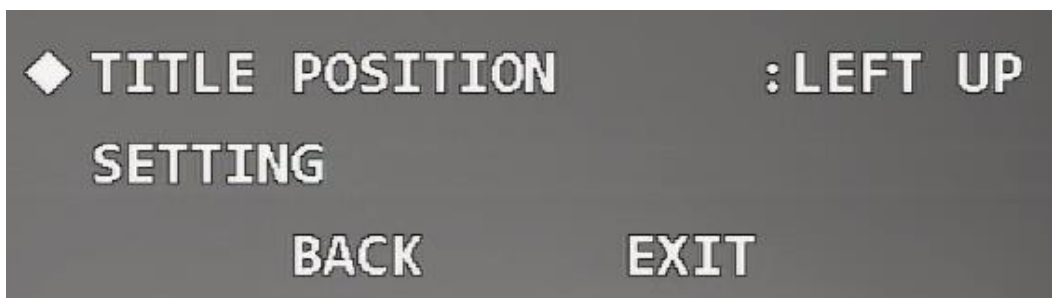 ◆ TITLE POSITION :LEFT UP
SETTING
BACK EXIT